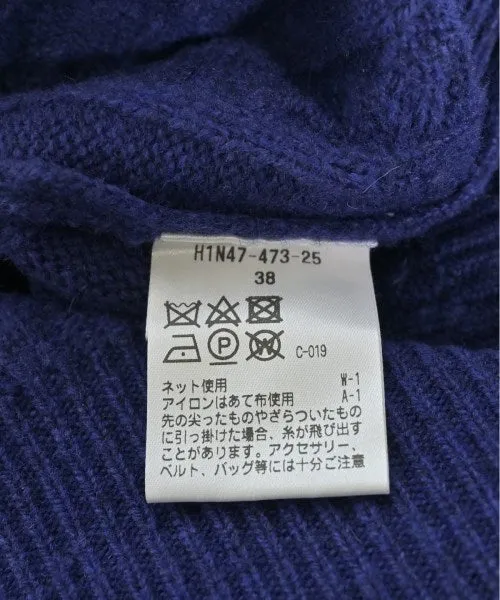 H1N47-473-25
38
P W C-019
ネット使用 W-1
アイロンはあて布使用 A-1
先の尖ったものやざらついたもの
に引っ掛けた場合、糸が飛び出す
ことがあります。アクセサリー、
ベルト、バッグ等には十分ご注意